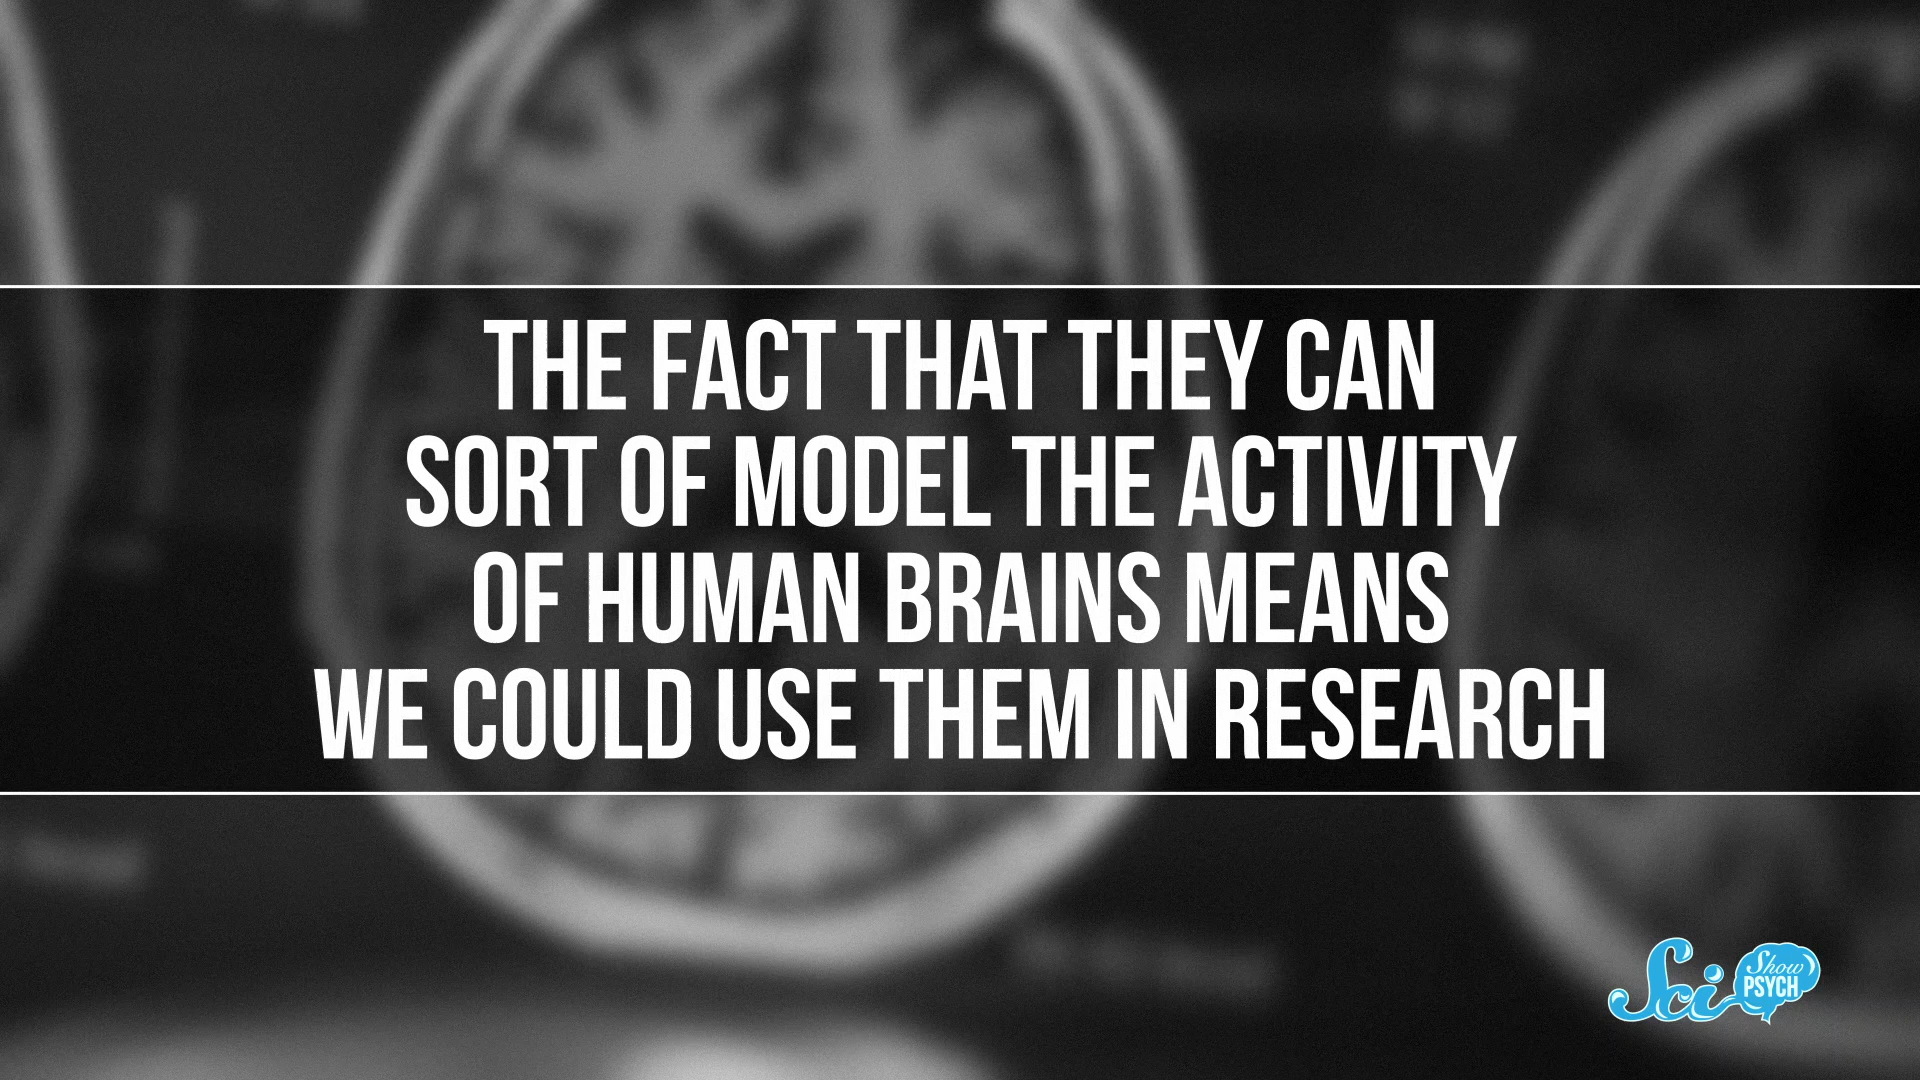 THE FACT THAT THEY CAN
SORT OF MODEL THE ACTIVITY
OF HUMAN BRAINS MEANS
WE COULD USE THEM IN RESEARCH
Sci Show
PSYCH